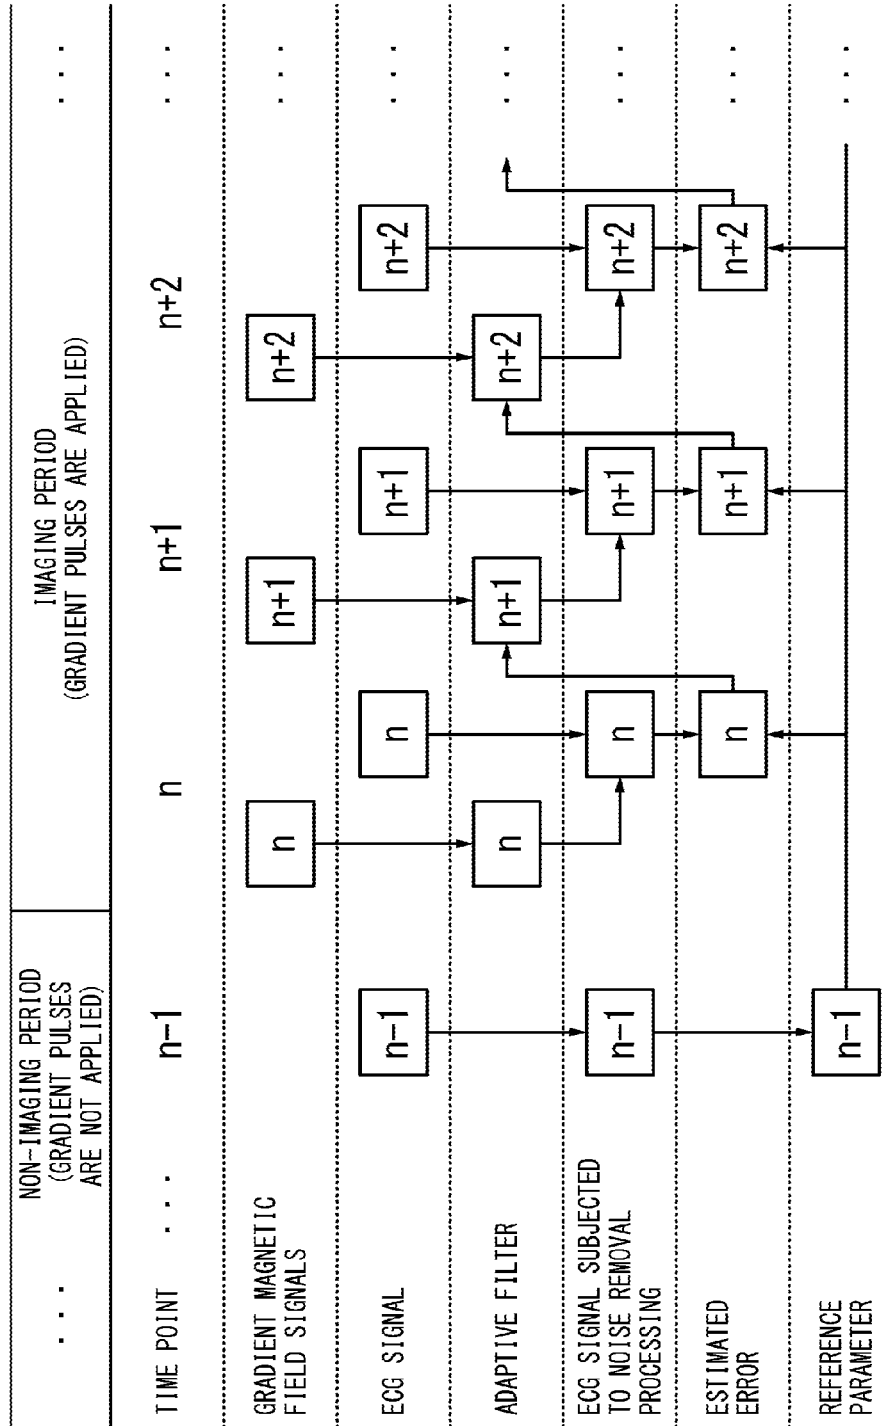 . . .
NON-IMAGING PERIOD
(GRADIENT PULSES
ARE NOT APPLIED)
IMAGING PERIOD
(GRADIENT PULSES ARE APPLIED)
. . .
TIME POINT
. . .
n-1
n
n+1
n+2
. . .
GRADIENT MAGNETIC
FIELD SIGNALS
n
n+1
n+2
. . .
ECG SIGNAL
n-1
n
n+1
n+2
. . .
ADAPTIVE FILTER
n
n+1
n+2
. . .
ECG SIGNAL SUBJECTED
TO NOISE REMOVAL
PROCESSING
n-1
n
n+1
n+2
. . .
ESTIMATED
ERROR
n
n+1
n+2
. . .
REFERENCE
PARAMETER
n-1
. . .